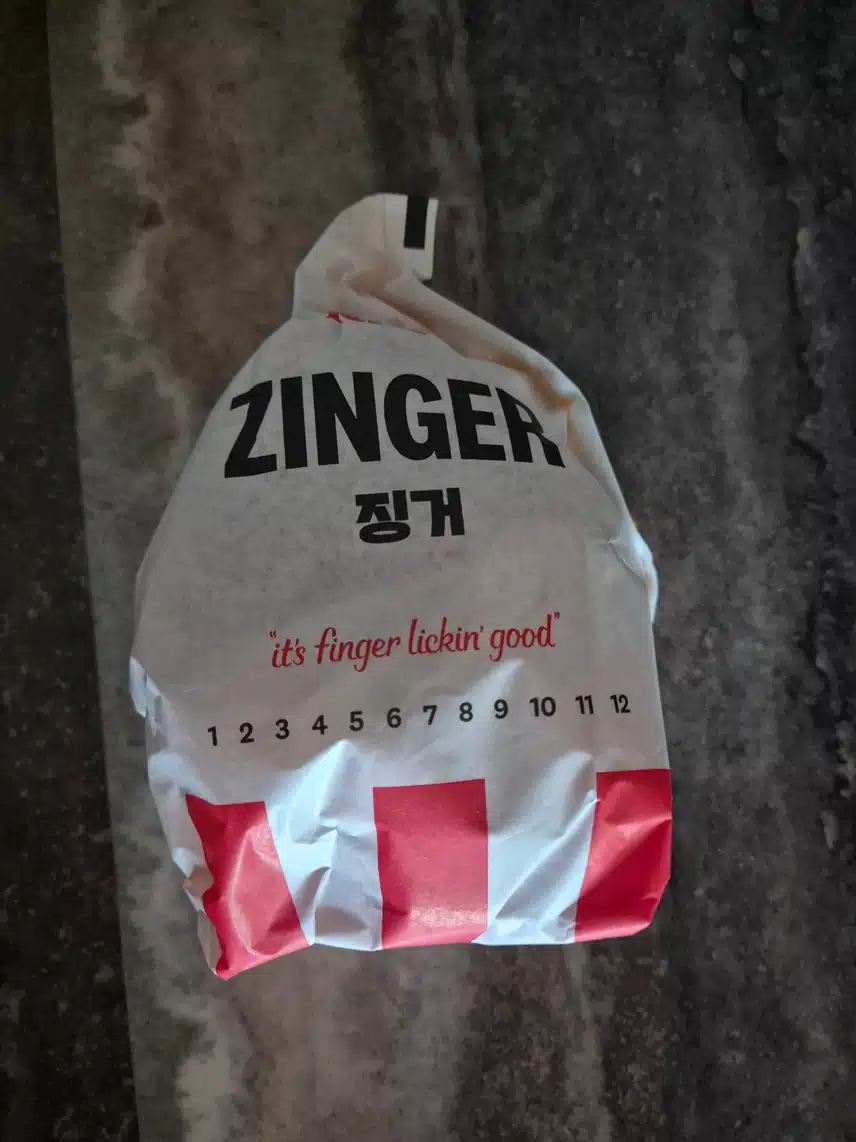 ZINGER
징거
"it's finger lickin' good"
1 2 3 4 5 6 7 8 9 10 11 12